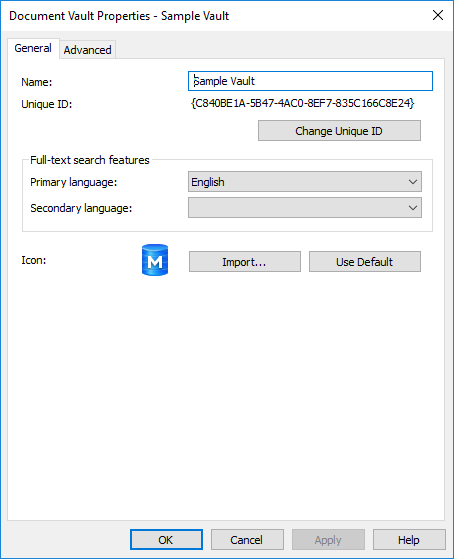 Document Vault Properties - Sample Vault
General
Advanced
Name:
Sample Vault
Unique ID:
{C840BE1A-5B47-4AC0-8EF7-835C166C8E24}
Change Unique ID
Full-text search features
Primary language:
English
Secondary language:
Icon:
M
Import...
Use Default
OK
Cancel
Apply
Help